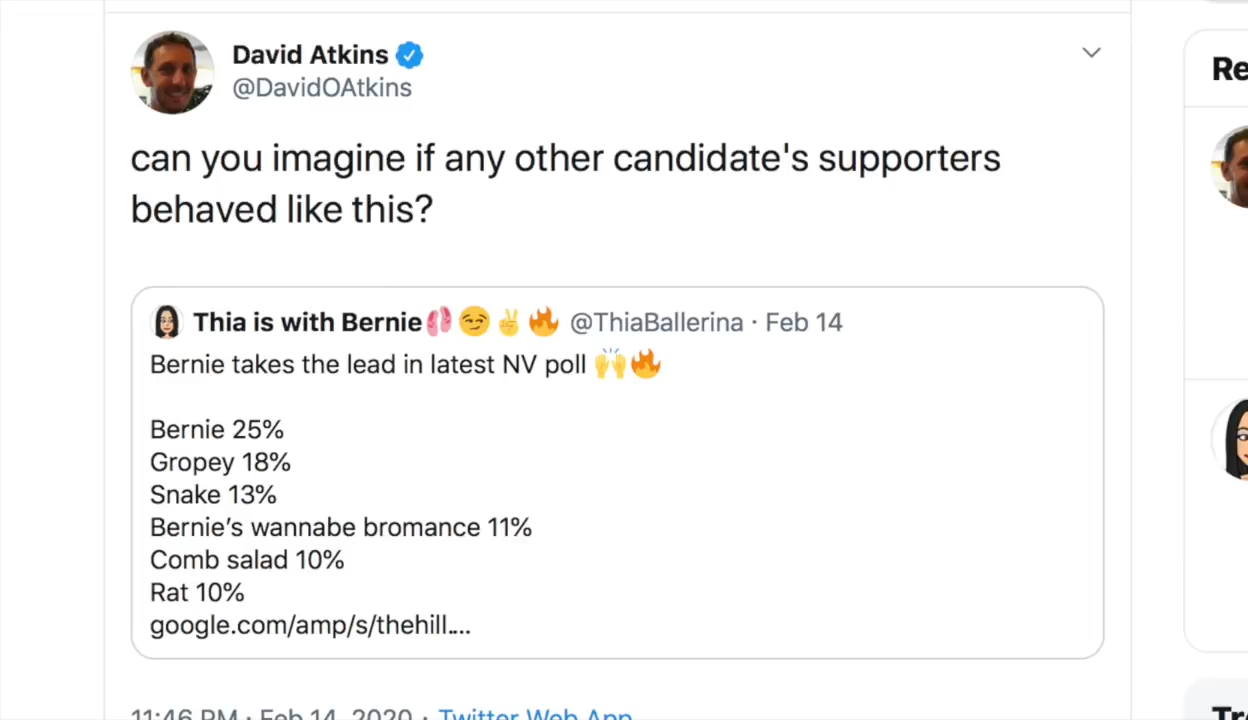 David Atkins
@DavidOAtkins
Re
can you imagine if any other candidate's supporters
behaved like this?
Thia is with Bernie🩰😏✌️🔥 @ThiaBallerina · Feb 14
Bernie takes the lead in latest NV poll 🙌🔥
Bernie 25%
Gropey 18%
Snake 13%
Bernie’s wannabe bromance 11%
Comb salad 10%
Rat 10%
google.com/amp/s/thehill....
11:46 PM · Feb 14, 2020 · Twitter Web App